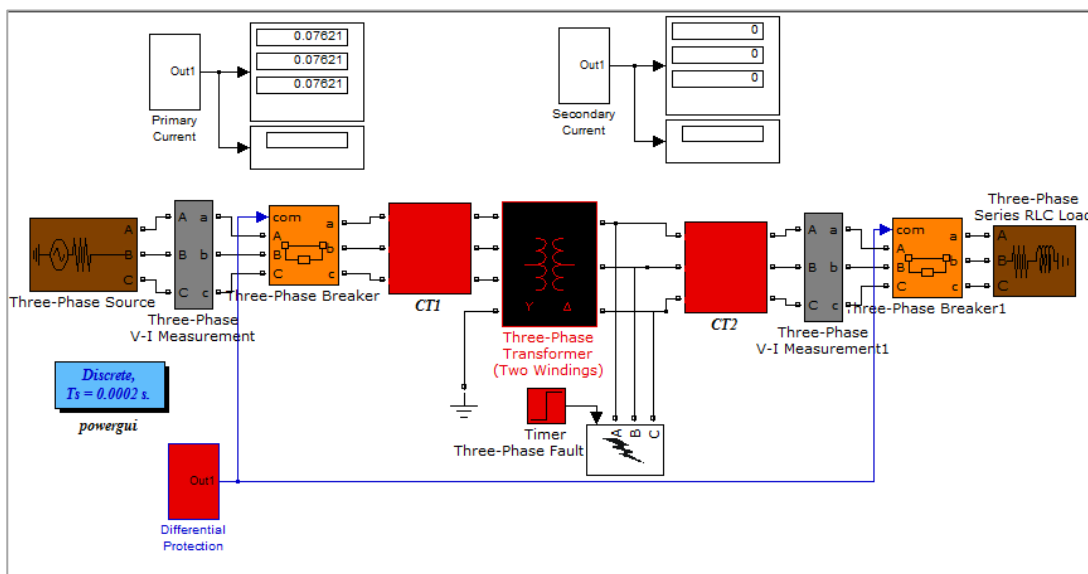 0.07621
0.07621
0.07621
Out1
Primary
Current
0
0
0
Out1
Secondary
Current
A
B
C
Three-Phase Source
A
B
C
a
b
c
Three-Phase
V-I Measurement
com
A
B
C
a
b
c
Three-Phase Breaker
CT1
Y
Δ
Three-Phase
Transformer
(Two Windings)
CT2
A
B
C
a
b
c
Three-Phase
V-I Measurement1
com
A
B
C
a
b
c
Three-Phase Breaker1
Three-Phase
Series RLC Load
A
B
C
Discrete,
Ts = 0.0002 s.
powergui
Timer
Three-Phase Fault
A
B
C
Out1
Differential
Protection